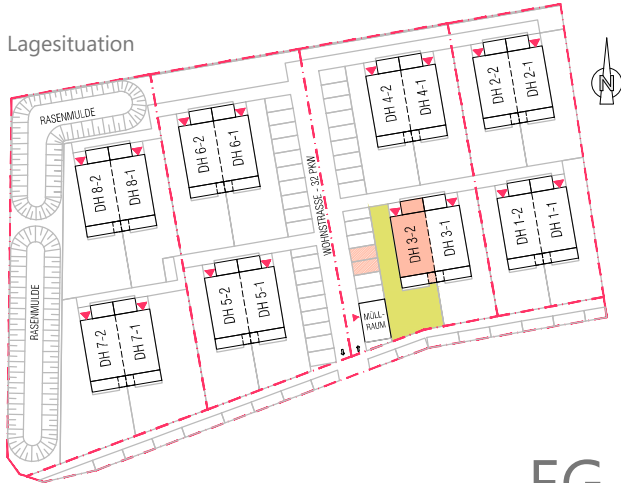 Lagesituation
RASENMULDE
DH 4-2
DH 4-1
DH 2-2
DH 2-1
N
DH 6-2
DH 6-1
DH 8-2
DH 8-1
WOHNSTRASSE - 32 PKW
DH 3-2
DH 3-1
DH 1-2
DH 1-1
RASENMULDE
DH 5-2
DH 5-1
DH 7-2
DH 7-1
MÜLL-
RAUM
EG